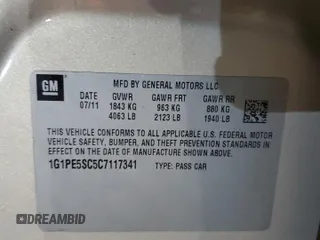 GM
MFD BY GENERAL MOTORS LLC
DATE GVWR GAWR FRT GAWR RR
07/11 1843 KG 963 KG 880 KG
4063 LB 2123 LB 1940 LB
THIS VEHICLE CONFORMS TO ALL APPLICABLE U.S. FEDERAL MOTOR
VEHICLE SAFETY, BUMPER, AND THEFT PREVENTION STANDARDS
IN EFFECT ON THE DATE OF MANUFACTURE SHOWN ABOVE.
1G1PE5SC5C7117341 TYPE: PASS CAR
DREAMBID